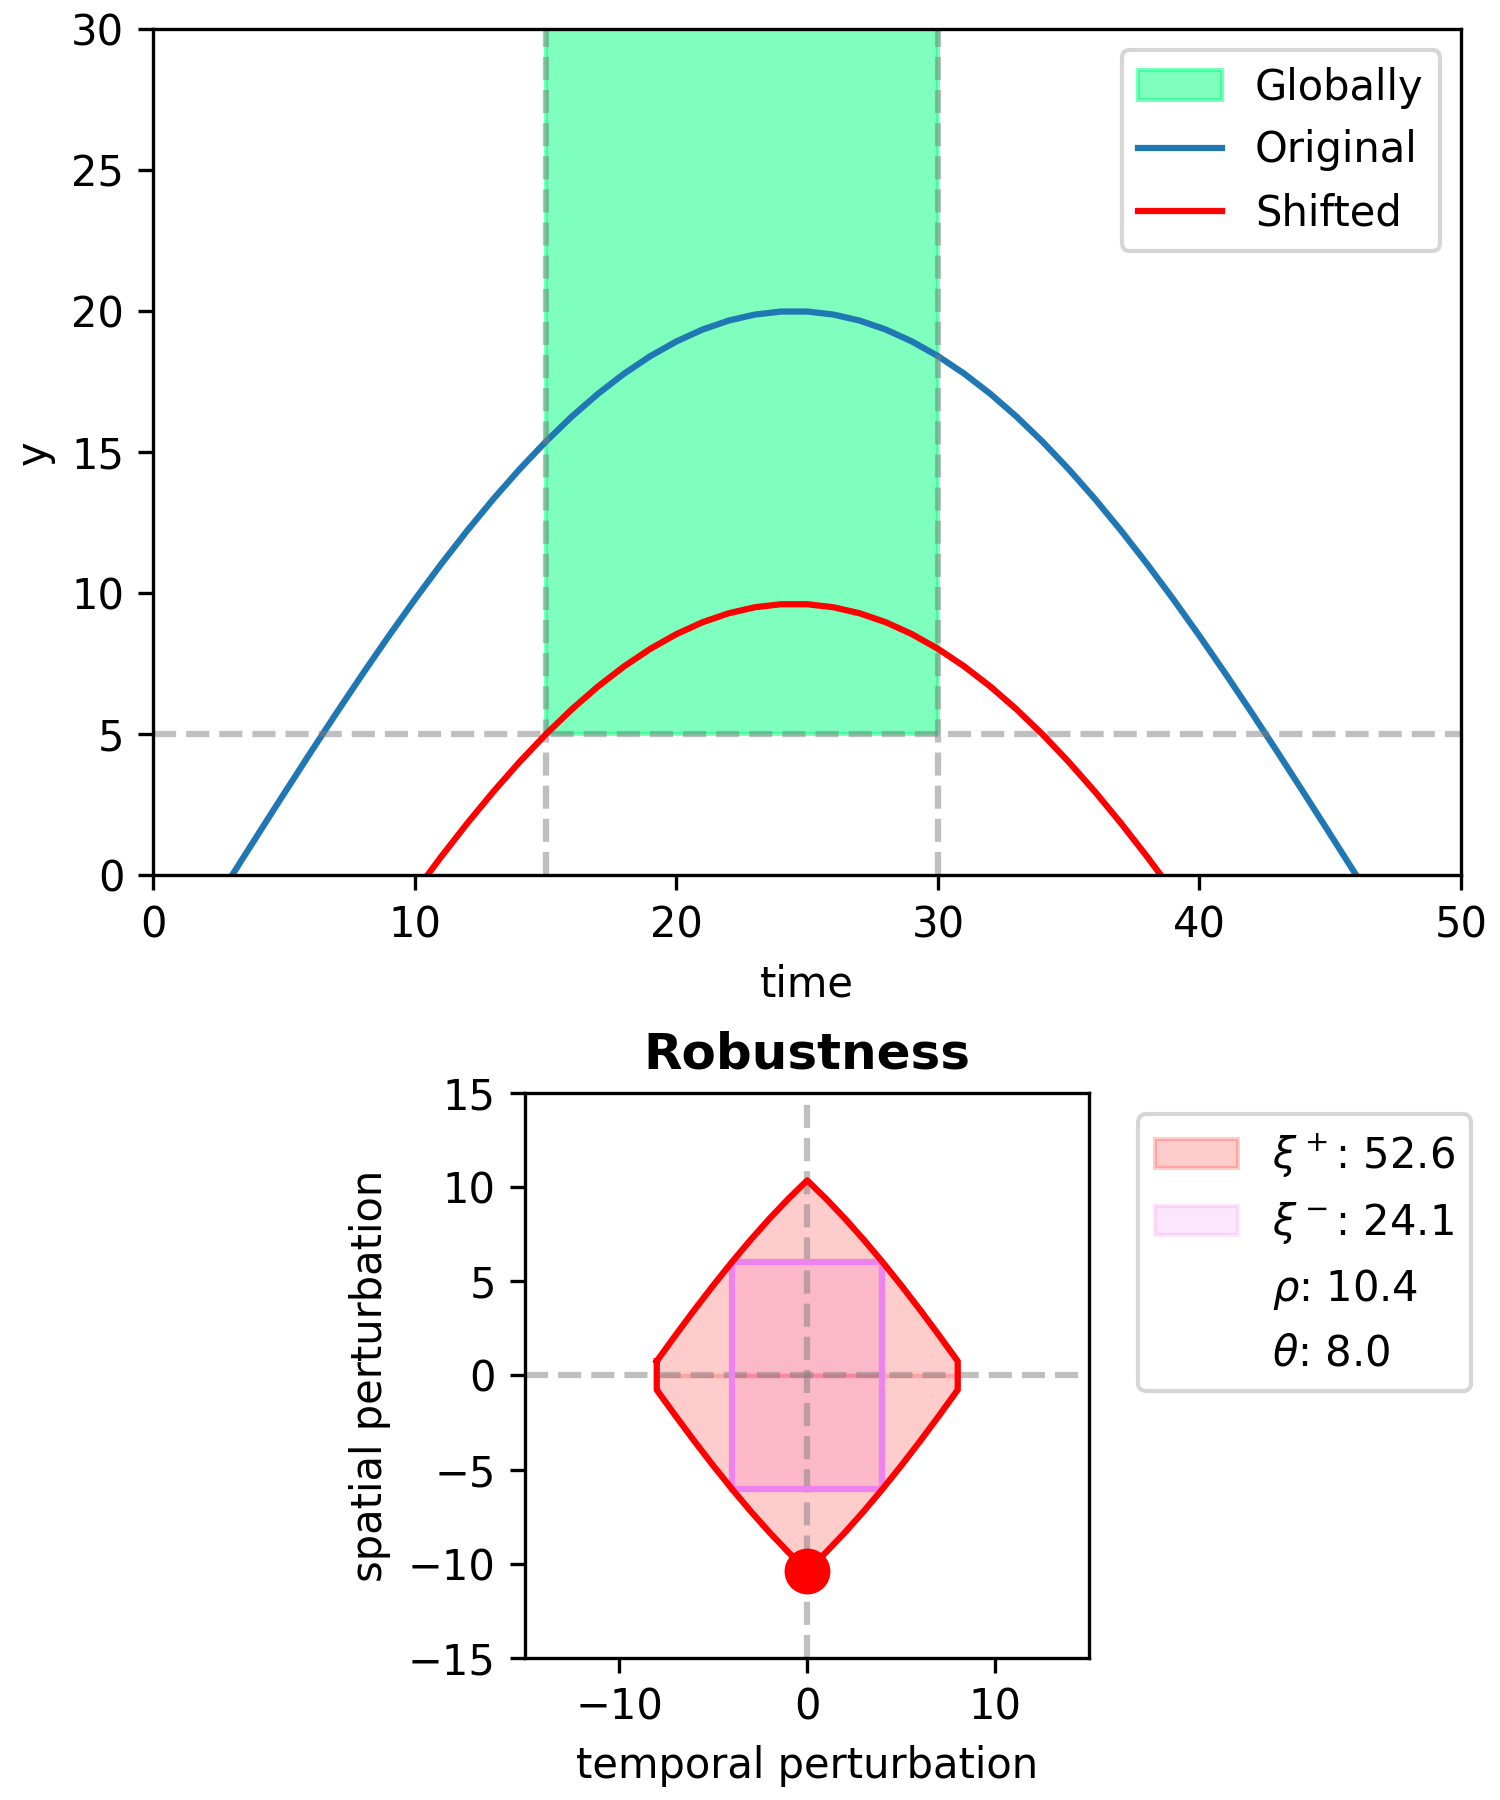 30
25
20
15
10
5
0
y
0 10 20 30 40 50
time
Globally
Original
Shifted
Robustness
15
10
5
0
−5
−10
−15
spatial perturbation
−10 0 10
temporal perturbation
ξ⁺: 52.6
ξ⁻: 24.1
ρ: 10.4
θ: 8.0